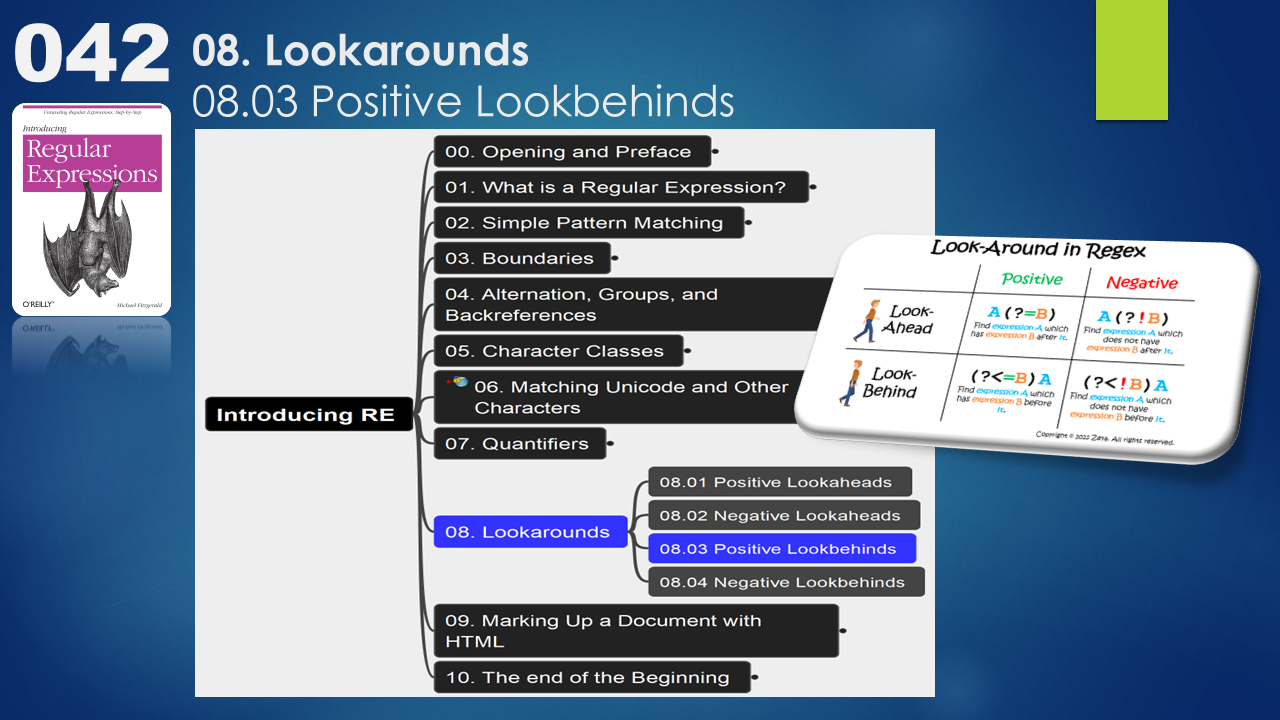 042
08. Lookarounds
08.03 Positive Lookbehinds
Unraveling Regular Expressions, Step-by-Step
Introducing
Regular
Expressions
O'REILLY
Michael Fitzgerald
Introducing RE
00. Opening and Preface
01. What is a Regular Expression?
02. Simple Pattern Matching
03. Boundaries
04. Alternation, Groups, and
Backreferences
05. Character Classes
06. Matching Unicode and Other
Characters
07. Quantifiers
08. Lookarounds
08.01 Positive Lookaheads
08.02 Negative Lookaheads
08.03 Positive Lookbehinds
08.04 Negative Lookbehinds
09. Marking Up a Document with
HTML
10. The end of the Beginning
Look-Around in Regex
Positive
Negative
Look-
Ahead
A (?=B)
Find expression A which
has expression B after it.
A (?!B)
Find expression A which
does not have
expression B after it.
Look-
Behind
(?<=B) A
Find expression A which
has expression B before
it.
(?<!B) A
Find expression A which
does not have
expression B before it.
Copyright © 2022 Zeya. All rights reserved.